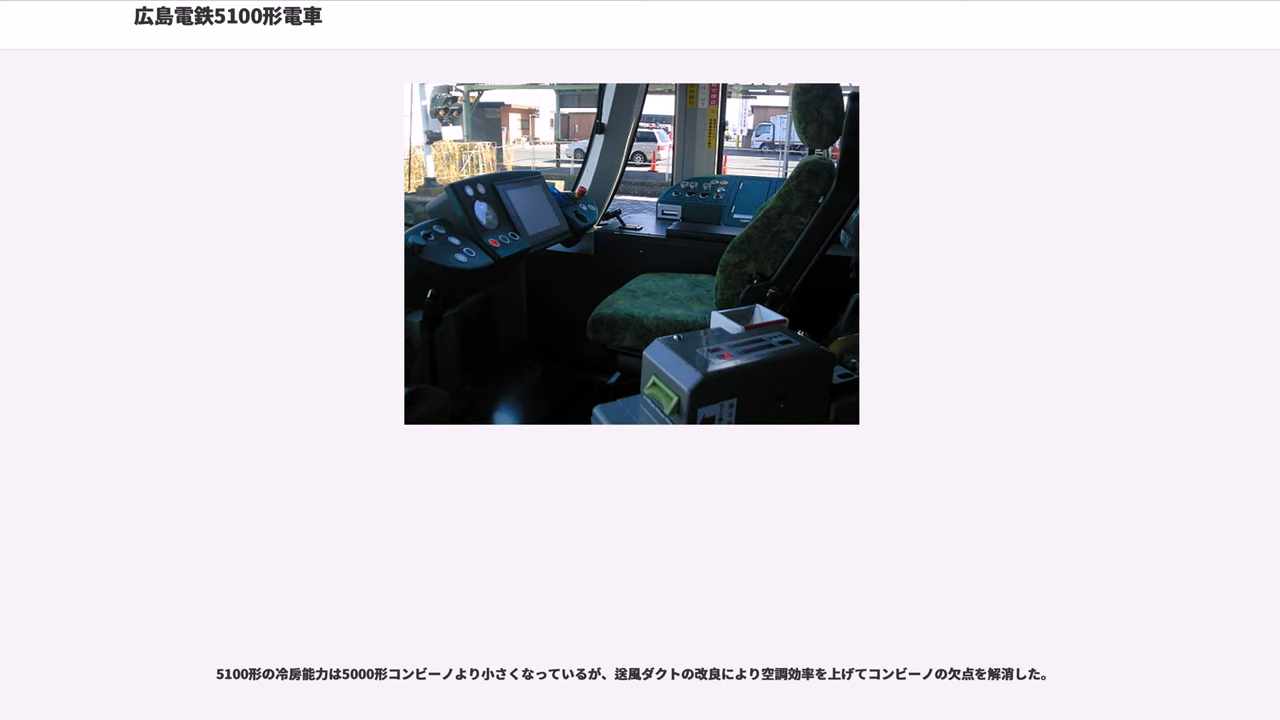 広島電鉄5100形電車
5100形の冷房能力は5000形コンビーノより小さくなっているが、送風ダクトの改良により空調効率を上げてコンビーノの欠点を解消した。